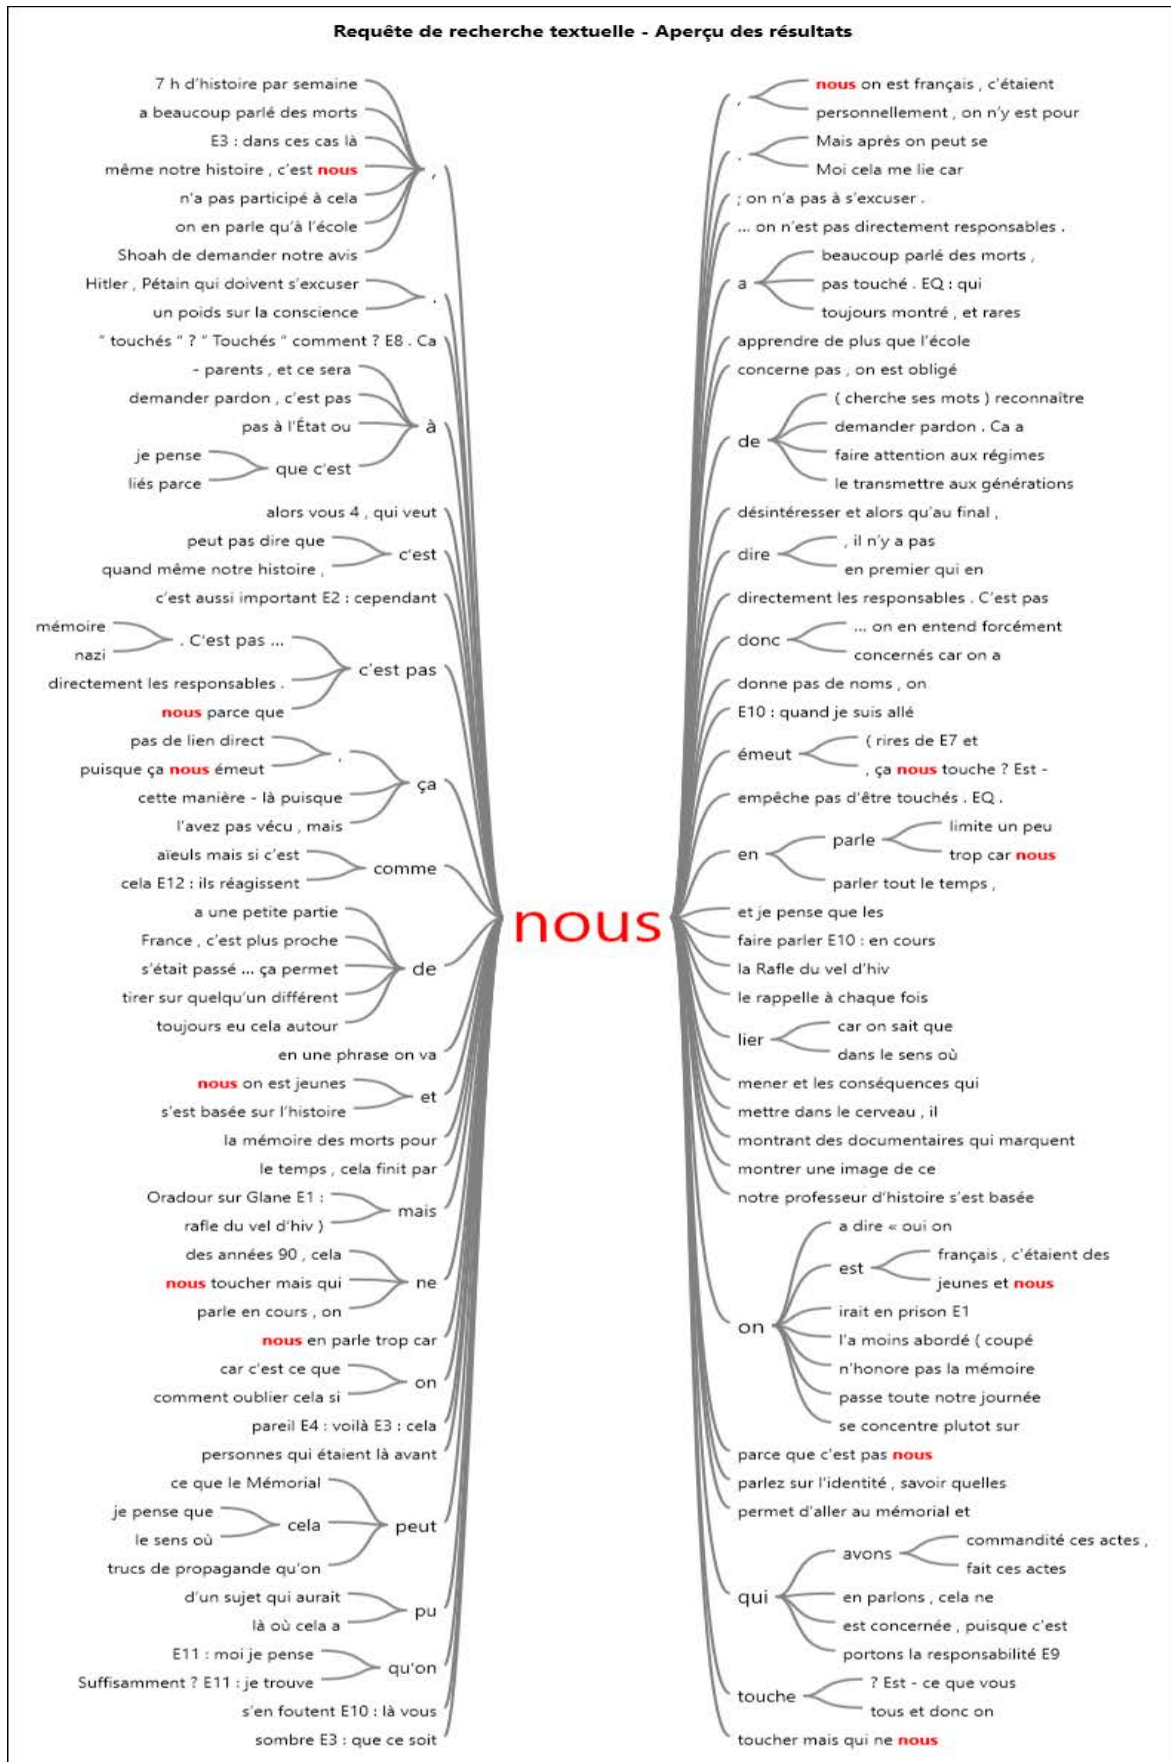 Requête de recherche textuelle - Aperçu des résultats
7 h d'histoire par semaine
a beaucoup parlé des morts
E3 : dans ces cas là
même notre histoire , c'est nous
,
n'a pas participé à cela
on en parle qu'à l'école
Shoah de demander notre avis
Hitler , Pétain qui doivent s'excuser
.
un poids sur la conscience
" touchés " ? " Touchés " comment ? E8 . Ca
- parents , et ce sera
demander pardon , c'est pas
pas à l'État ou
à
je pense
que c'est
liés parce
alors vous 4 , qui veut
peut pas dire que
c'est
quand même notre histoire ,
c'est aussi important E2 : cependant
mémoire
. C'est pas ...
nazi
c'est pas
directement les responsables .
nous parce que
pas de lien direct
,
puisque ça nous émeut
ça
cette manière - là puisque
l'avez pas vécu , mais
aïeuls mais si c'est
comme
cela E12 : ils réagissent
a une petite partie
France , c'est plus proche
s'était passé ... ça permet
de
tirer sur quelqu'un différent
toujours eu cela autour
en une phrase on va
nous on est jeunes
et
s'est basée sur l'histoire
la mémoire des morts pour
le temps , cela finit par
Oradour sur Glane E1 :
mais
rafle du vel d'hiv )
des années 90 , cela
nous toucher mais qui
ne
parle en cours , on
nous en parle trop car
car c'est ce que
on
comment oublier cela si
pareil E4 : voilà E3 : cela
personnes qui étaient là avant
ce que le Mémorial
je pense que
cela
peut
le sens où
trucs de propagande qu'on
d'un sujet qui aurait
pu
là où cela a
E11 : moi je pense
qu'on
Suffisamment ? E11 : je trouve
s'en foutent E10 : là vous
sombre E3 : que ce soit
nous
,
nous on est français , c'étaient
personnellement , on n'y est pour
.
Mais après on peut se
Moi cela me lie car
; on n'a pas à s'excuser .
... on n'est pas directement responsables .
a
beaucoup parlé des morts ,
pas touché . EQ : qui
toujours montré , et rares
apprendre de plus que l'école
concerne pas , on est obligé
de
( cherche ses mots ) reconnaître
demander pardon . Ca a
faire attention aux régimes
le transmettre aux générations
désintéresser et alors qu'au final ,
dire
, il n'y a pas
en premier qui en
directement les responsables . C'est pas
donc
... on en entend forcément
concernés car on a
donne pas de noms , on
E10 : quand je suis allé
émeut
( rires de E7 et
, ça nous touche ? Est -
empêche pas d'être touchés . EQ .
en
parle
limite un peu
trop car nous
parler tout le temps ,
et je pense que les
faire parler E10 : en cours
la Rafle du vel d'hiv
le rappelle à chaque fois
lier
car on sait que
dans le sens où
mener et les conséquences qui
mettre dans le cerveau , il
montrant des documentaires qui marquent
montrer une image de ce
notre professeur d'histoire s'est basée
on
a dire « oui on
est
français , c'étaient des
jeunes et nous
irait en prison E1
l'a moins abordé ( coupé
n'honore pas la mémoire
passe toute notre journée
se concentre plutot sur
parce que c'est pas nous
parlez sur l'identité , savoir quelles
permet d'aller au mémorial et
qui
avons
commandité ces actes ,
fait ces actes
en parlons , cela ne
est concernée , puisque c'est
portons la responsabilité E9
touche
? Est - ce que vous
tous et donc on
toucher mais qui ne nous